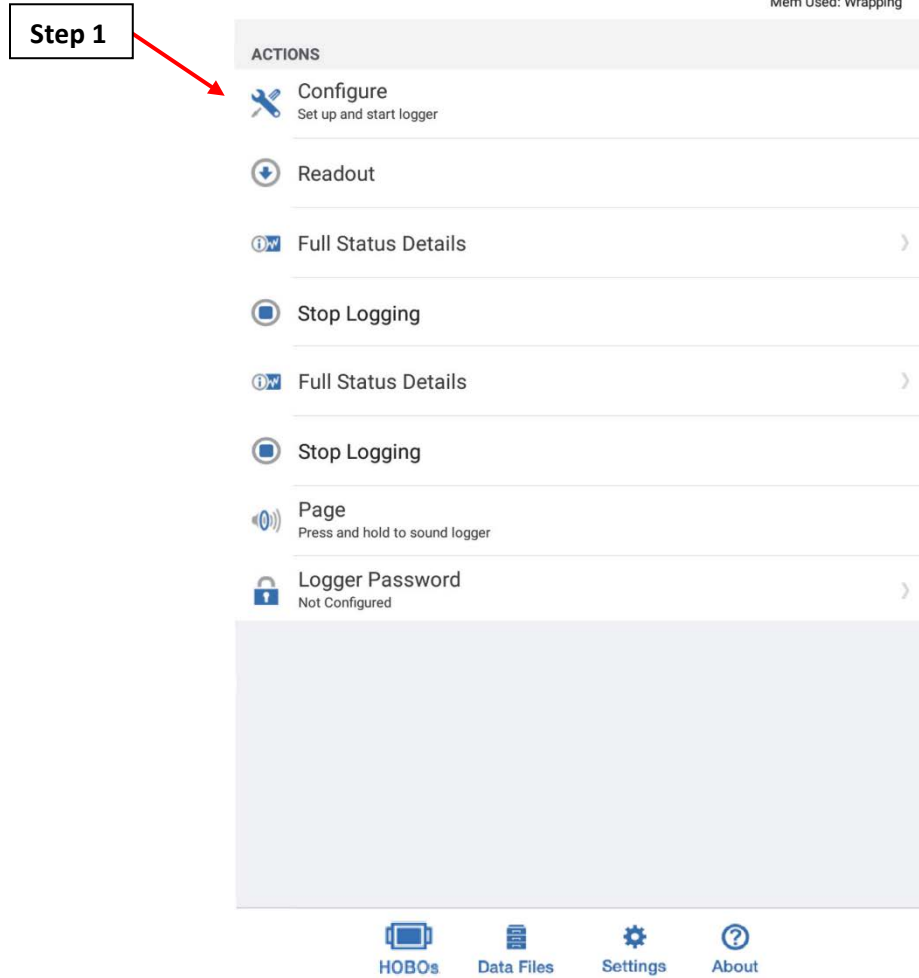 Mem Used: Wrapping
Step 1
ACTIONS
Configure
Set up and start logger
Readout
Full Status Details
Stop Logging
Full Status Details
Stop Logging
Page
Press and hold to sound logger
Logger Password
Not Configured
HOBOs Data Files Settings About